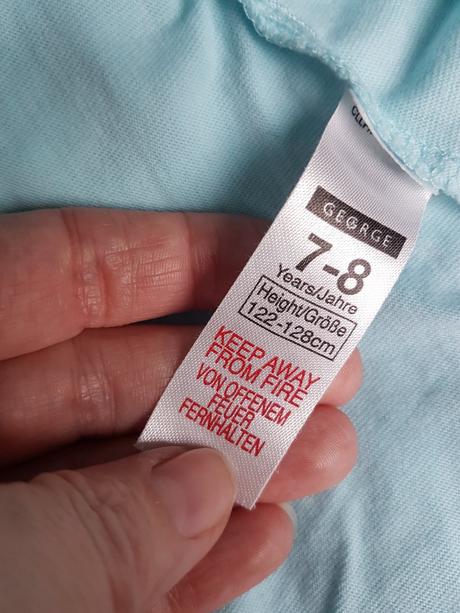 GEORGE
7-8
Years/Jahre
Height/Größe
122-128cm
KEEP AWAY
FROM FIRE
VON OFFENEM
FEUER
FERNHALTEN